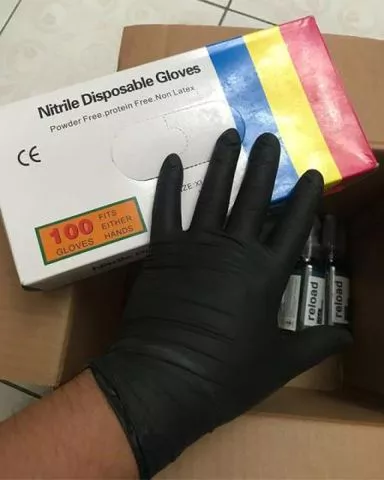 Nitrile Disposable Gloves
Powder Free.protein Free.Non Latex
CE
100 FITS
EITHER
GLOVES HANDS
reload
reload